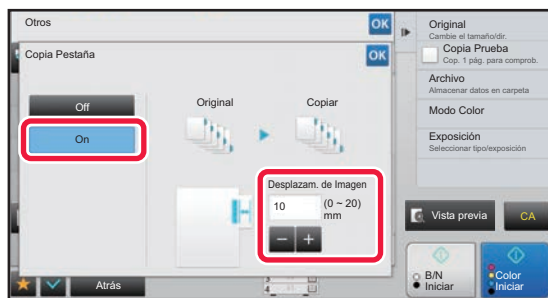 Otros
OK
Copia Pestaña
OK
Off
On
Original
Copiar
Desplazam. de Imagen
10
(0 ~ 20)
mm
Atrás
Original
Cambie el tamaño/dir.
Copia Prueba
Cop. 1 pág. para comprob.
Archivo
Almacenar datos en carpeta
Modo Color
Exposición
Seleccionar tipo/exposición
Vista previa
CA
B/N
Iniciar
Color
Iniciar